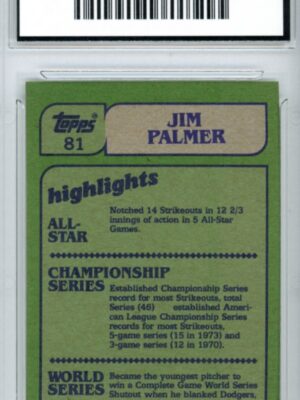 Topps
81
JIM
PALMER
highlights
ALL-
STAR
Notched 14 Strikeouts in 12 2/3
innings of action in 5 All-Star
Games.
CHAMPIONSHIP
SERIES
Established Championship Series
record for most Strikeouts, total
Series (46) established Ameri-
can League Championship Series
records for most Strikeouts,
5-game series (15 in 1973) and
3-game series (12 in 1970).
WORLD
SERIES
Became the youngest pitcher to
win a Complete Game World Series
Shutout when he blanked Dodgers,